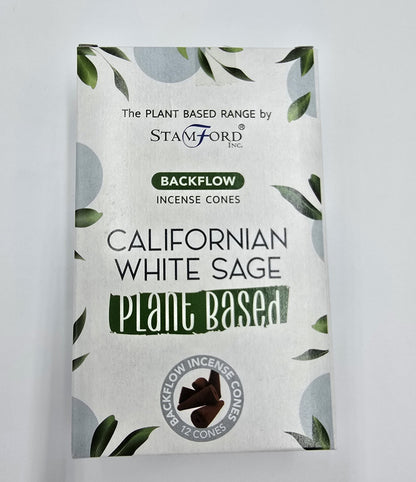 The PLANT BASED RANGE by
STAMFORD®
INC.
BACKFLOW
INCENSE CONES
CALIFORNIAN
WHITE SAGE
PLANT BASED
BACKFLOW INCENSE CONES
12 CONES